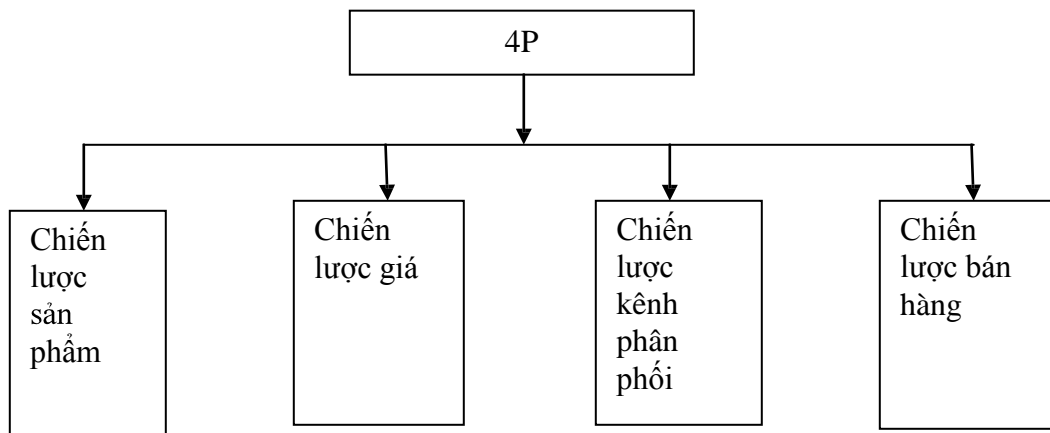 4P
Chiến
lược
sản
phẩm
Chiến
lược giá
Chiến
lược
kênh
phân
phối
Chiến
lược bán
hàng